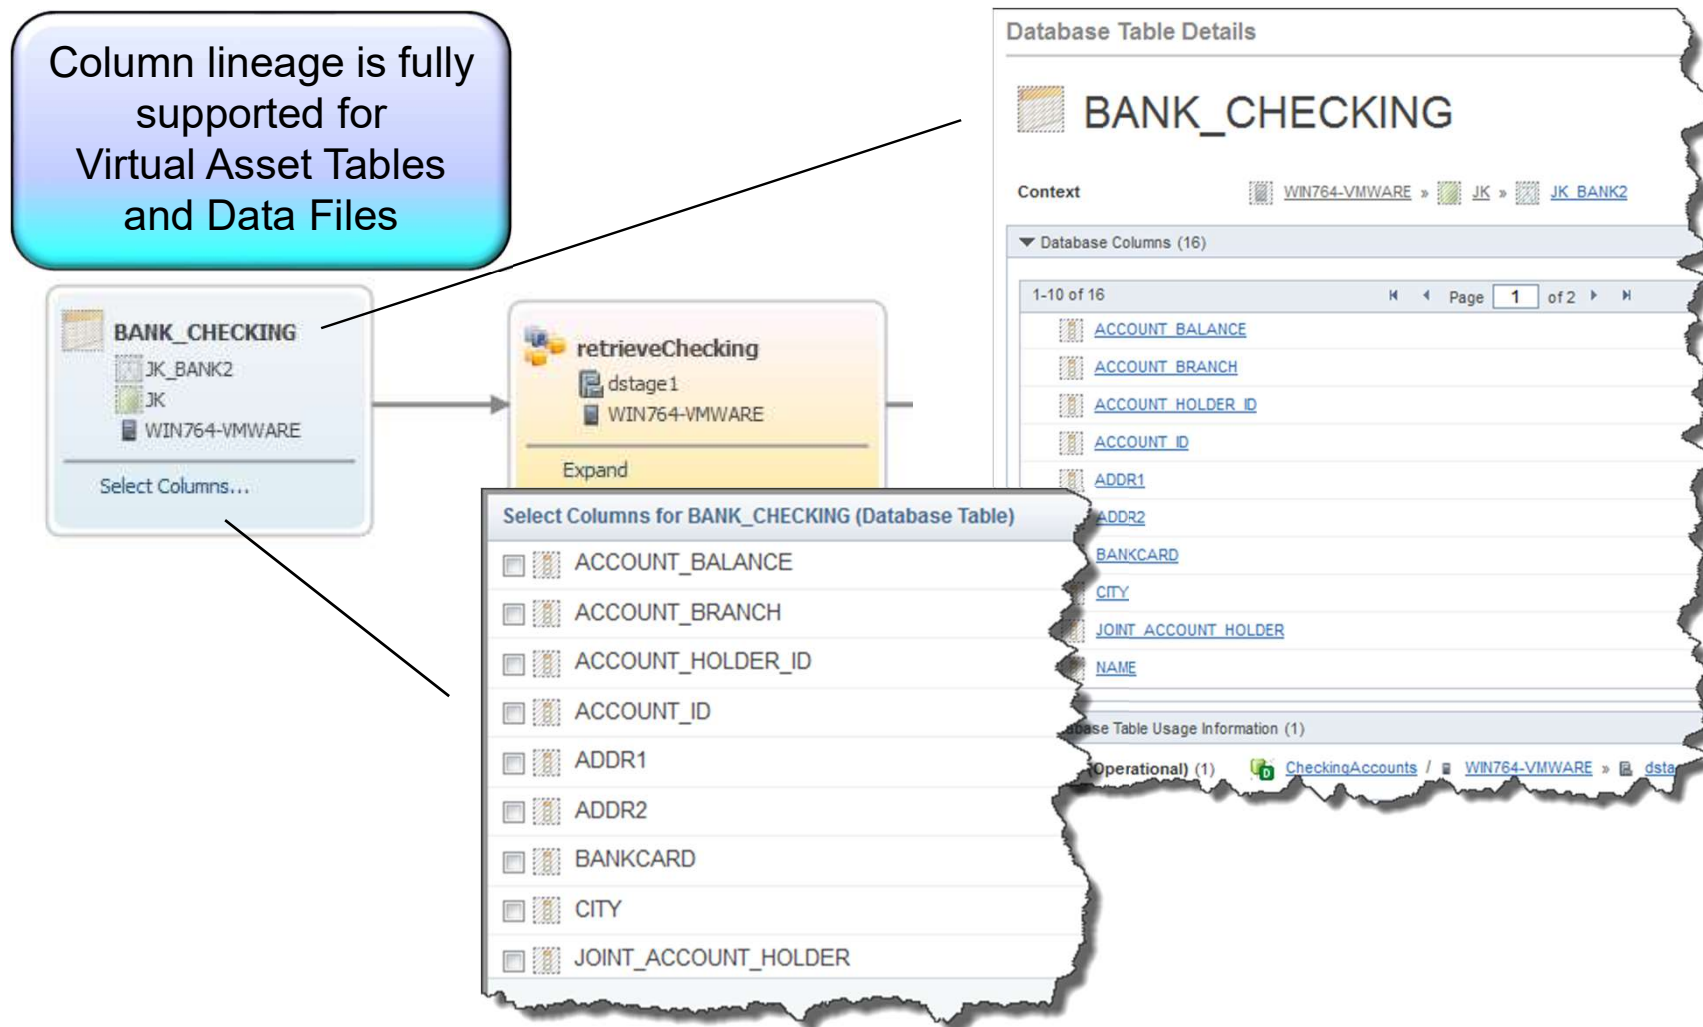 Column lineage is fully
supported for
Virtual Asset Tables
and Data Files
BANK_CHECKING
JK_BANK2
JK
WIN764-VMWARE
Select Columns...
retrieveChecking
dstage1
WIN764-VMWARE
Expand
Select Columns for BANK_CHECKING (Database Table)
ACCOUNT_BALANCE
ACCOUNT_BRANCH
ACCOUNT_HOLDER_ID
ACCOUNT_ID
ADDR1
ADDR2
BANKCARD
CITY
JOINT_ACCOUNT_HOLDER
Database Table Details
BANK_CHECKING
Context WIN764-VMWARE » JK » JK_BANK2
Database Columns (16)
1-10 of 16 Page 1 of 2
ACCOUNT_BALANCE
ACCOUNT_BRANCH
ACCOUNT_HOLDER_ID
ACCOUNT_ID
ADDR1
ADDR2
BANKCARD
CITY
JOINT_ACCOUNT_HOLDER
NAME
Table Usage Information (1)
(Operational) (1) CheckingAccounts / WIN764-VMWARE »